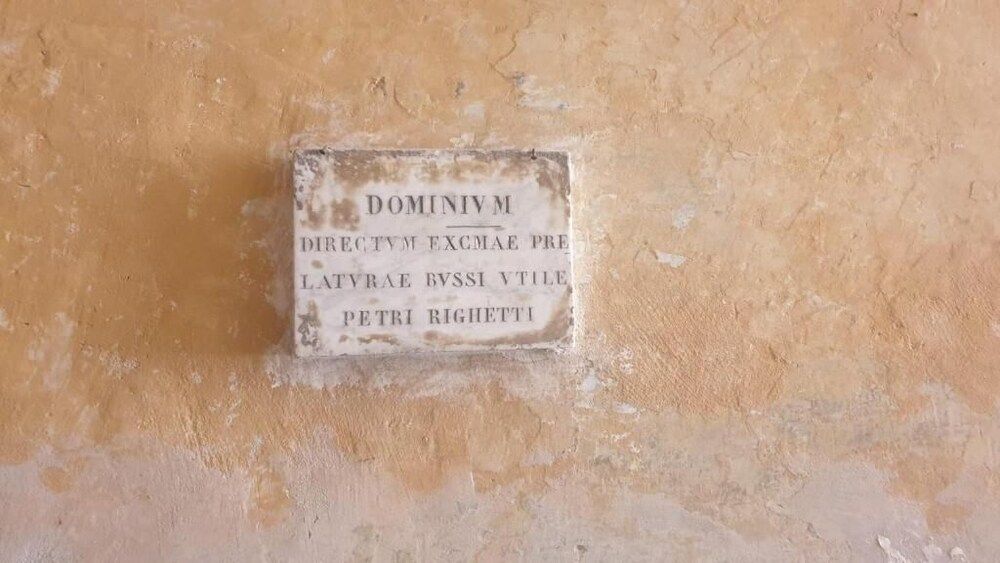 DOMINIVM
DIRECTVM EXCMAE PRE
LATVRAE BVSSI VTILE
PETRI RIGHETTI